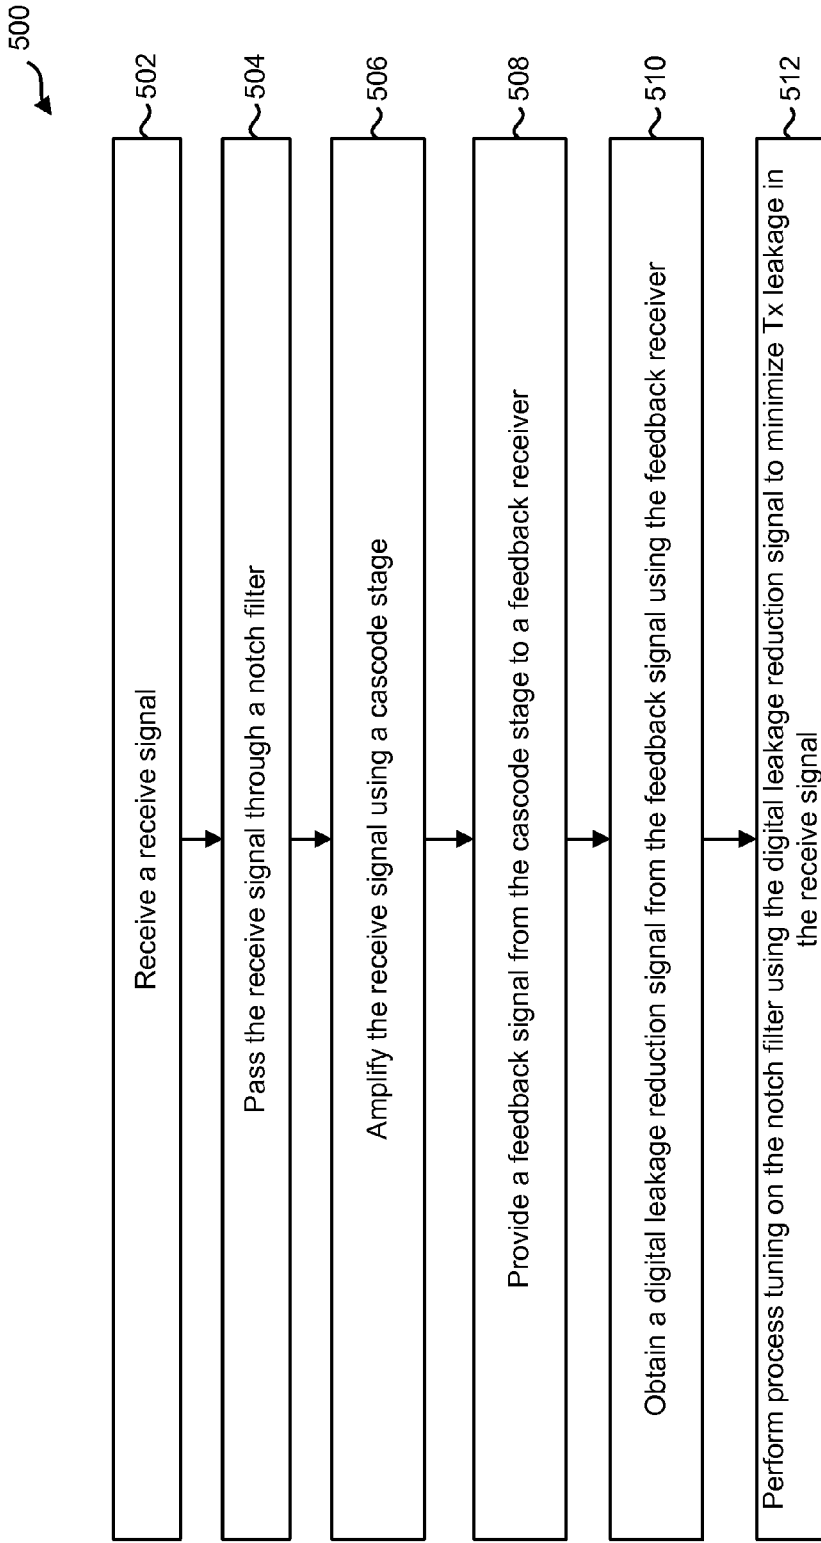 500
502
Receive a receive signal
504
Pass the receive signal through a notch filter
506
Amplify the receive signal using a cascode stage
508
Provide a feedback signal from the cascode stage to a feedback receiver
510
Obtain a digital leakage reduction signal from the feedback signal using the feedback receiver
512
Perform process tuning on the notch filter using the digital leakage reduction signal to minimize Tx leakage in
the receive signal